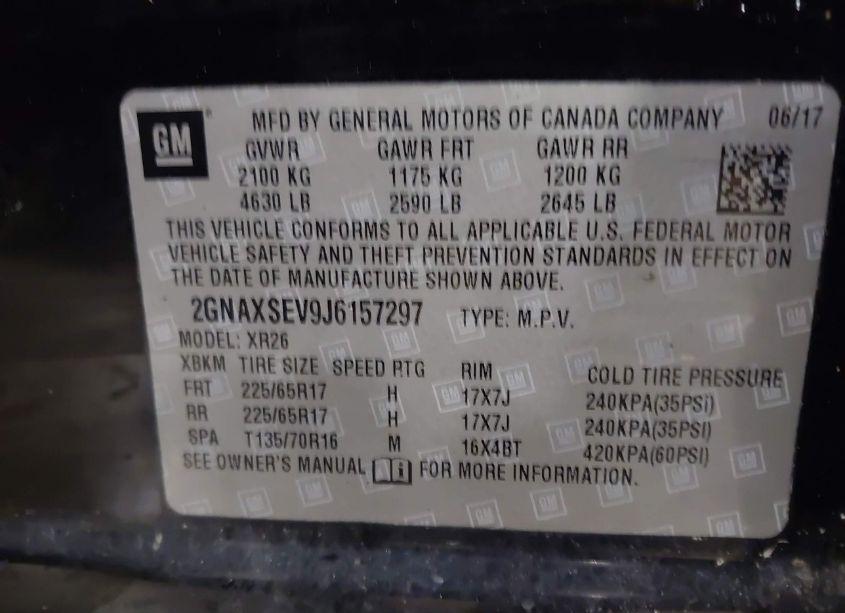 GM
MFD BY GENERAL MOTORS OF CANADA COMPANY 06/17
GVWR GAWR FRT GAWR RR
2100 KG 1175 KG 1200 KG
4630 LB 2590 LB 2645 LB
THIS VEHICLE CONFORMS TO ALL APPLICABLE U.S. FEDERAL MOTOR
VEHICLE SAFETY AND THEFT PREVENTION STANDARDS IN EFFECT ON
THE DATE OF MANUFACTURE SHOWN ABOVE.
2GNAXSEV9J6157297 TYPE: M.P.V.
MODEL: XR26
XBKM TIRE SIZE SPEED RTG RIM COLD TIRE PRESSURE
FRT 225/65R17 H 17X7J 240KPA(35PSI)
RR 225/65R17 H 17X7J 240KPA(35PSI)
SPA T135/70R16 M 16X4BT 420KPA(60PSI)
SEE OWNER'S MANUAL FOR MORE INFORMATION.